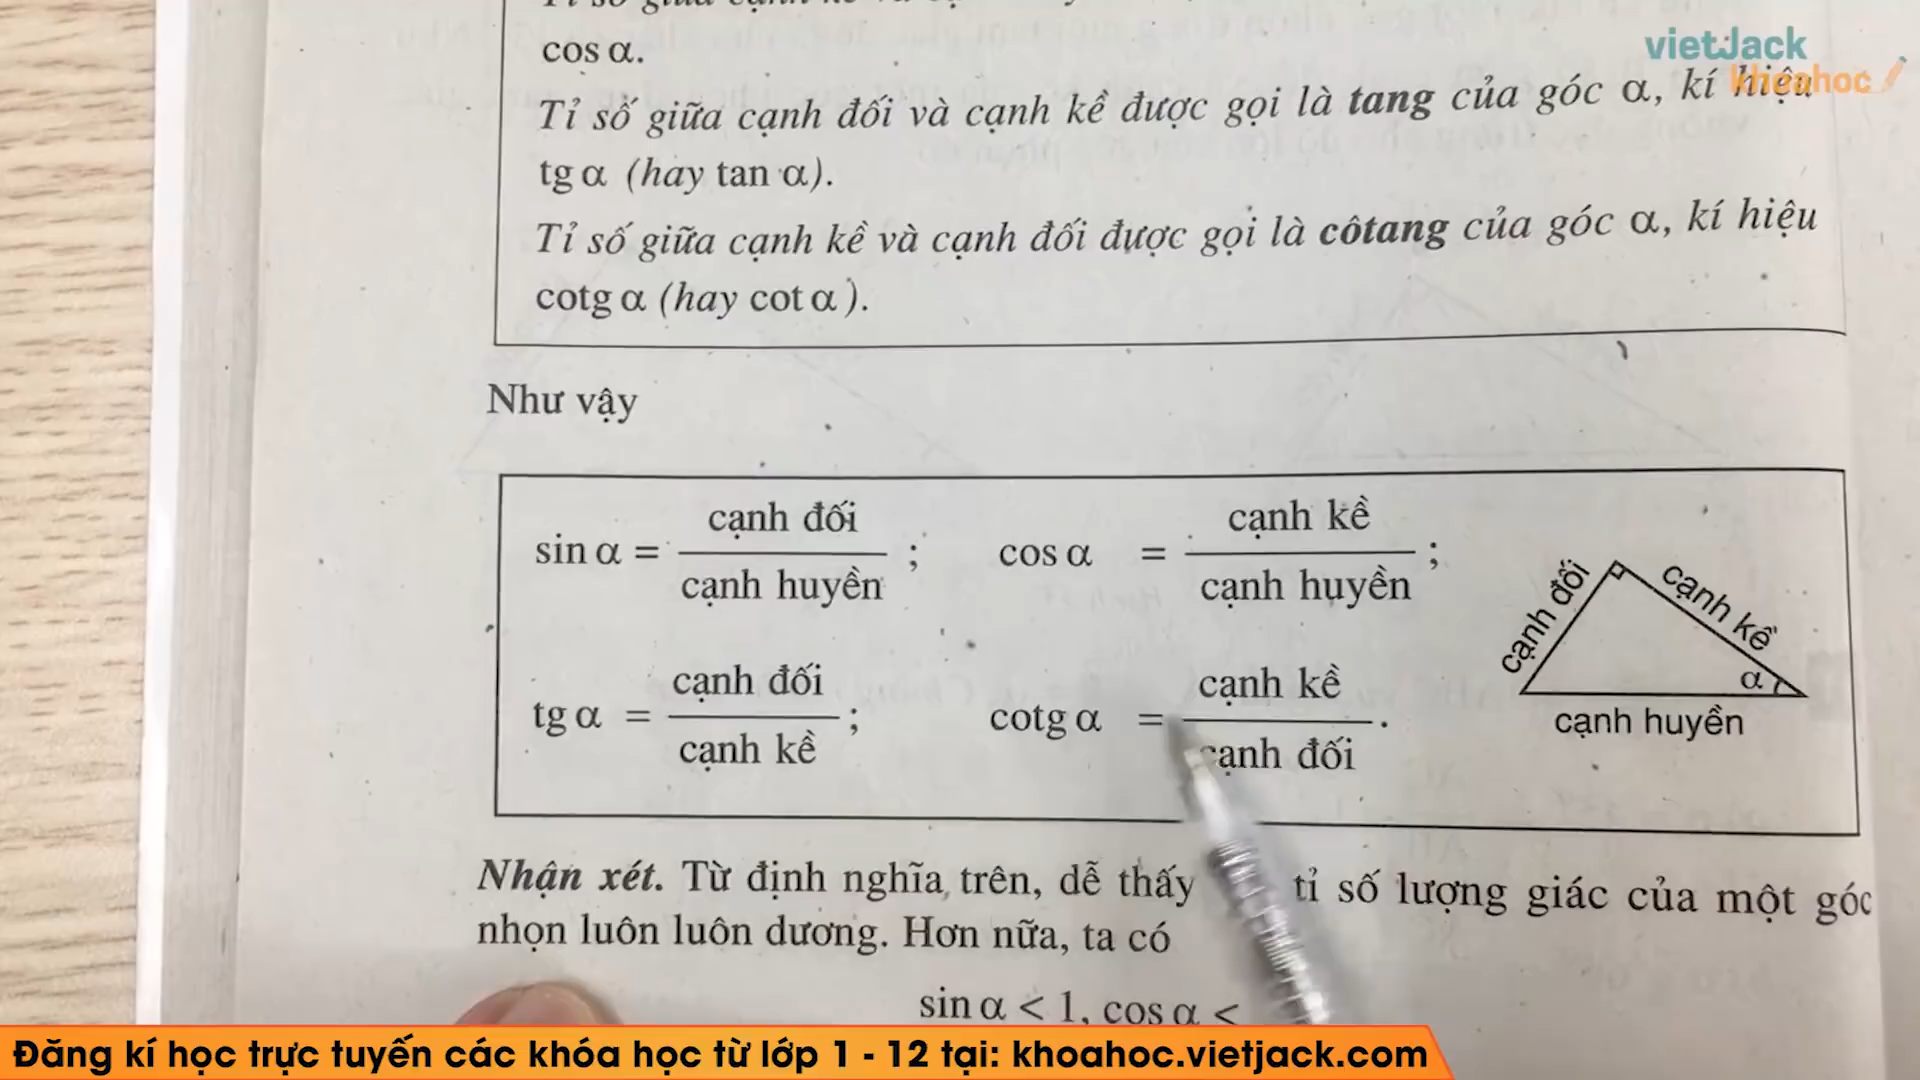 vietJack
khoahoc
cos α.
Tỉ số giữa cạnh đối và cạnh kề được gọi là tang của góc α, kí hiệu
tg α (hay tan α).
Tỉ số giữa cạnh kề và cạnh đối được gọi là côtang của góc α, kí hiệu
cotg α (hay cot α ).
Như vậy
sin α = cạnh đối / cạnh huyền ; cos α = cạnh kề / cạnh huyền ;
tg α = cạnh đối / cạnh kề ; cotg α = cạnh kề / cạnh đối .
cạnh đối
cạnh kề
α
cạnh huyền
Nhận xét. Từ định nghĩa trên, dễ thấy tỉ số lượng giác của một góc
nhọn luôn luôn dương. Hơn nữa, ta có
sin α < 1, cos α <
Đăng kí học trực tuyến các khóa học từ lớp 1 - 12 tại: khoahoc.vietjack.com